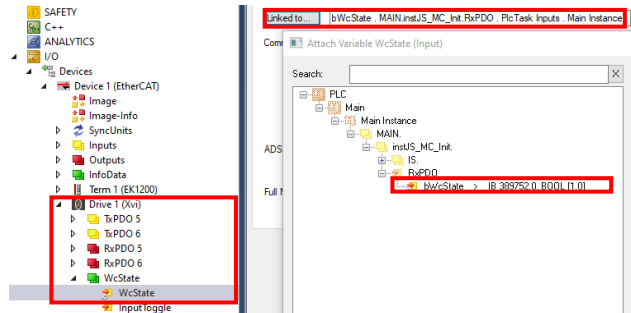 SAFETY
C++
ANALYTICS
I/O
Devices
Device 1 (EtherCAT)
Image
Image-Info
SyncUnits
Inputs
Outputs
InfoData
Term 1 (EK1200)
Drive 1 (Xvi)
TxPDO 5
TxPDO 6
RxPDO 5
RxPDO 6
WcState
WcState
InputToggle
Linked to... bWcState . MAIN.instJS_MC_Init.RxPDO . PlcTask Inputs . Main Instance
Com
ADS
Full N
Attach Variable WcState (Input)
Search: X
PLC
Main
Main Instance
MAIN.
instJS_MC_Init.
IS.
RxPDO
bWcState > IB 389752.0, BOOL [1.0]